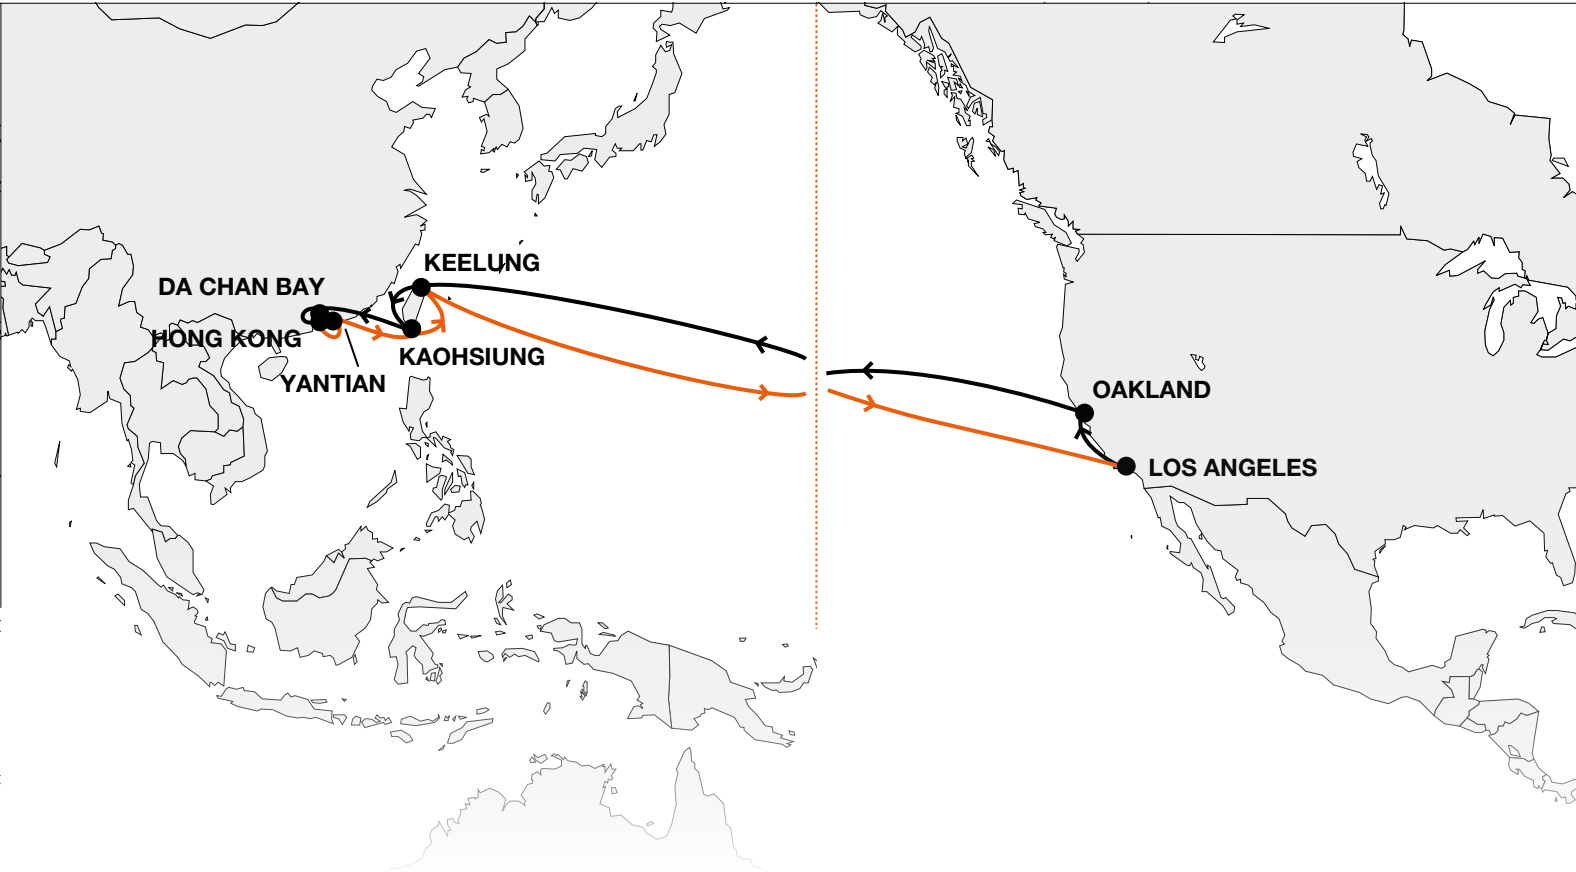 KEELUNG
DA CHAN BAY
HONG KONG
KAOHSIUNG
YANTIAN
OAKLAND
LOS ANGELES